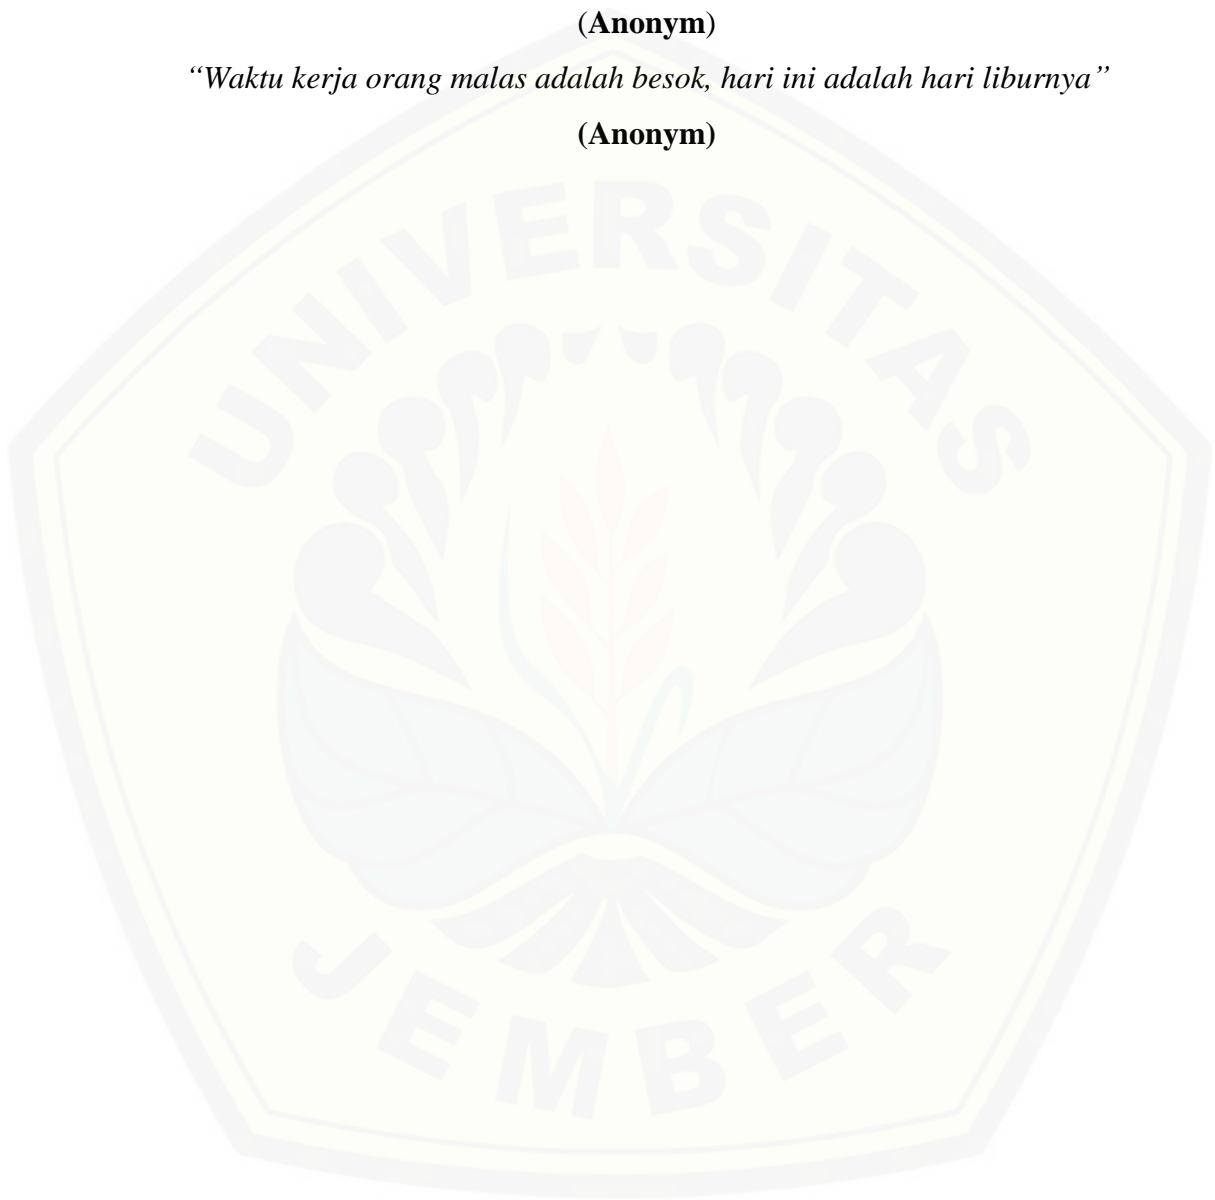 (Anonym)
“Waktu kerja orang malas adalah besok, hari ini adalah hari liburnya”
(Anonym)
UNIVERSITAS
JEMBER